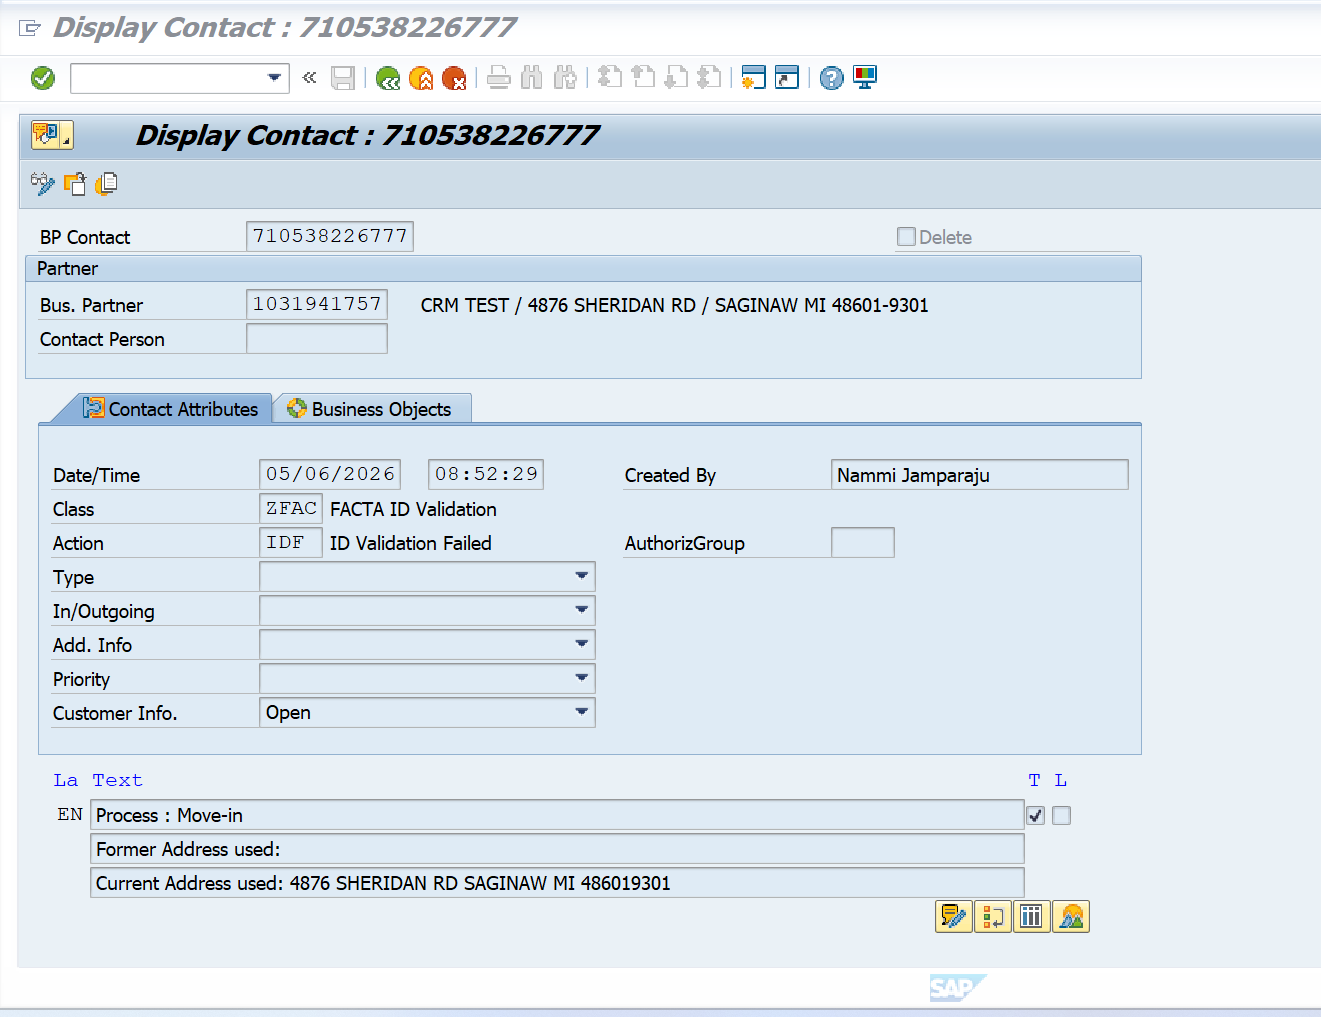 Display Contact : 710538226777
Display Contact : 710538226777
BP Contact 710538226777 Delete
Partner
Bus. Partner 1031941757 CRM TEST / 4876 SHERIDAN RD / SAGINAW MI 48601-9301
Contact Person
Contact Attributes Business Objects
Date/Time 05/06/2026 08:52:29 Created By Nammi Jamparaju
Class ZFAC FACTA ID Validation
Action IDF ID Validation Failed AuthorizGroup
Type
In/Outgoing
Add. Info
Priority
Customer Info. Open
La Text T L
EN Process : Move-in
Former Address used:
Current Address used: 4876 SHERIDAN RD SAGINAW MI 486019301
SAP